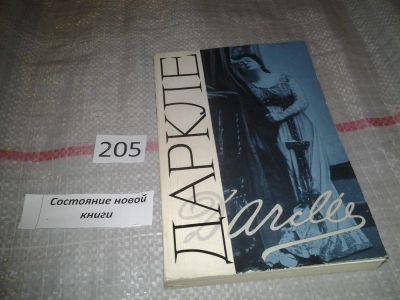 205
Состояние новой
книги
ДАРКЛЕ
Darclée